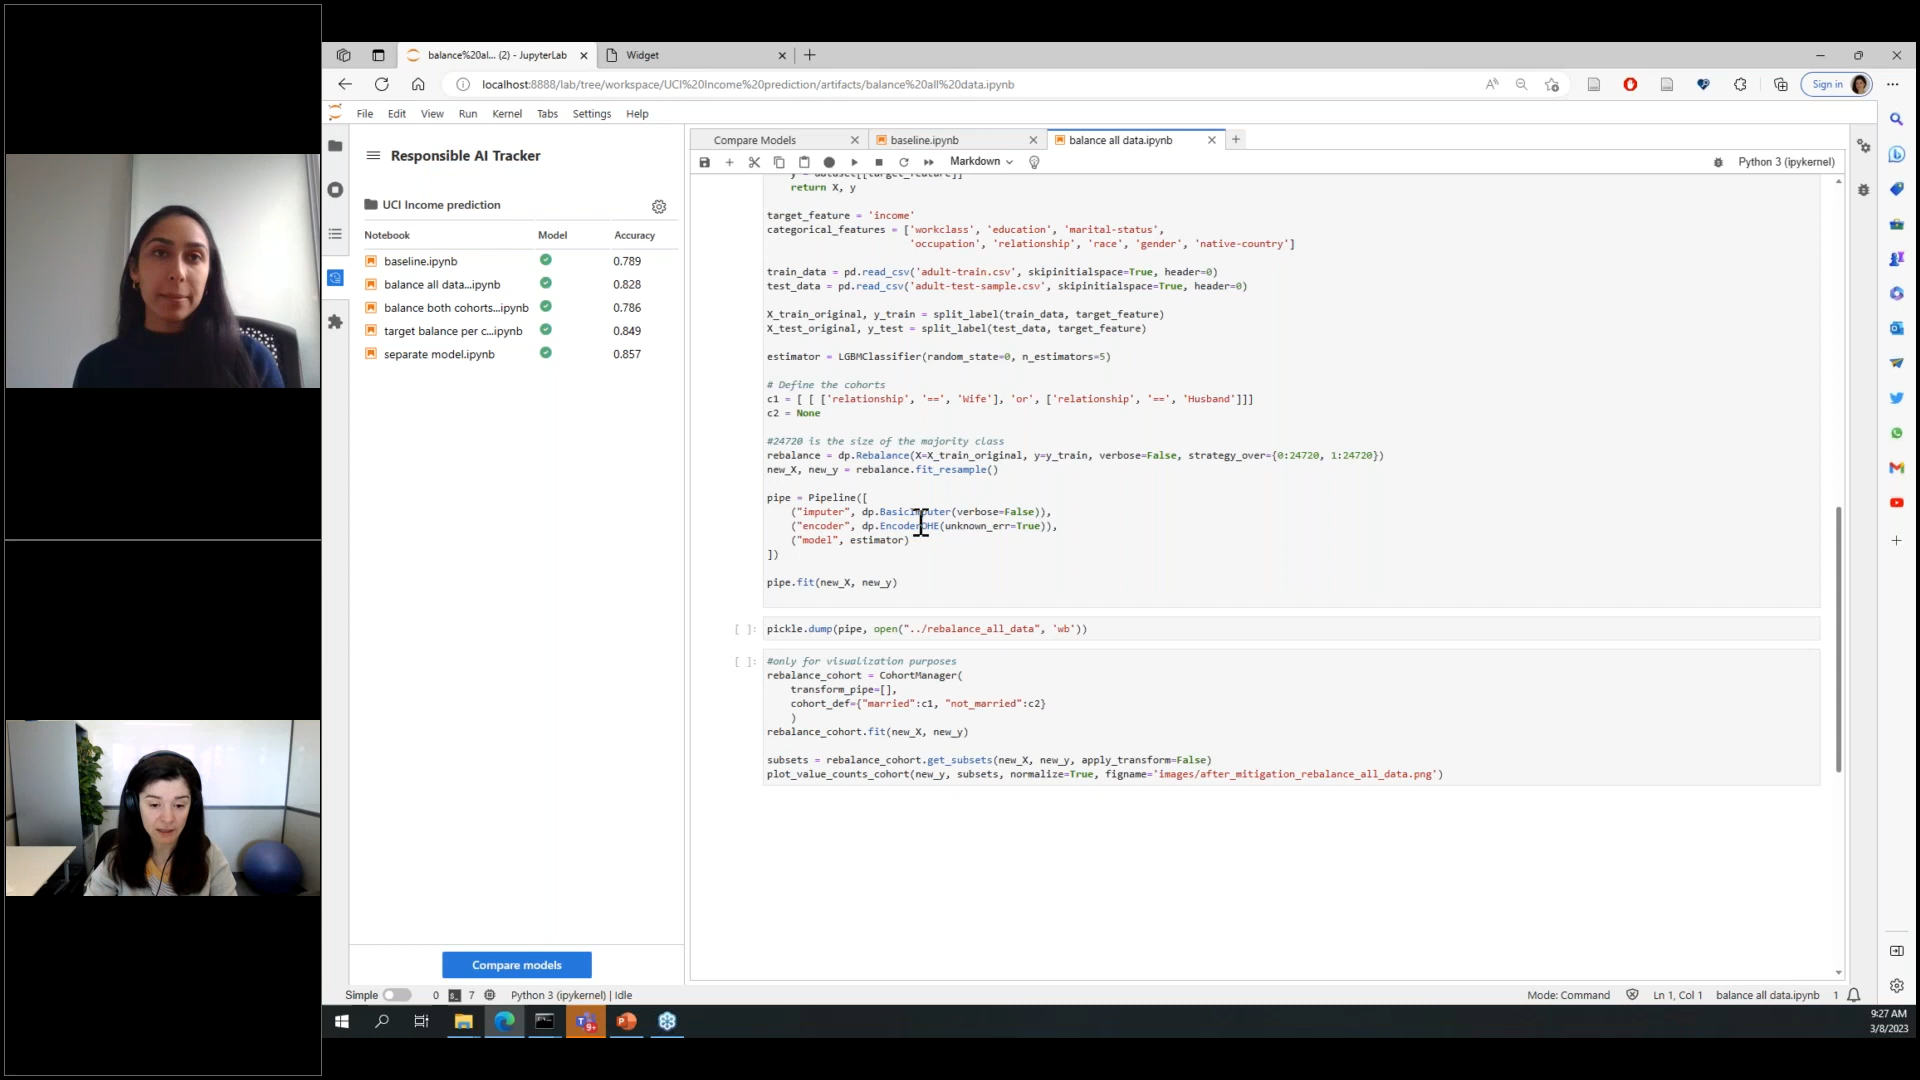 balance%20al... (2) - JupyterLab
Widget
localhost:8888/lab/tree/workspace/UCI%20Income%20prediction/artifacts/balance%20all%20data.ipynb
Sign in
File Edit View Run Kernel Tabs Settings Help
Responsible AI Tracker
UCI Income prediction
Notebook Model Accuracy
baseline.ipynb 0.789
balance all data...ipynb 0.828
balance both cohorts...ipynb 0.786
target balance per c...ipynb 0.849
separate model.ipynb 0.857
Compare models
Compare Models
baseline.ipynb
balance all data.ipynb
Markdown
Python 3 (ipykernel)
y = dataset[[target_feature]]
return X, y
target_feature = 'income'
categorical_features = ['workclass', 'education', 'marital-status',
'occupation', 'relationship', 'race', 'gender', 'native-country']
train_data = pd.read_csv('adult-train.csv', skipinitialspace=True, header=0)
test_data = pd.read_csv('adult-test-sample.csv', skipinitialspace=True, header=0)
X_train_original, y_train = split_label(train_data, target_feature)
X_test_original, y_test = split_label(test_data, target_feature)
estimator = LGBMClassifier(random_state=0, n_estimators=5)
# Define the cohorts
c1 = [ [ ['relationship', '==', 'Wife'], 'or', ['relationship', '==', 'Husband']]]
c2 = None
#24720 is the size of the majority class
rebalance = dp.Rebalance(X=X_train_original, y=y_train, verbose=False, strategy_over={0:24720, 1:24720})
new_X, new_y = rebalance.fit_resample()
pipe = Pipeline([
("imputer", dp.BasicImputer(verbose=False)),
("encoder", dp.EncoderOHE(unknown_err=True)),
("model", estimator)
])
pipe.fit(new_X, new_y)
[ ]: pickle.dump(pipe, open("../rebalance_all_data", 'wb'))
[ ]: #only for visualization purposes
rebalance_cohort = CohortManager(
transform_pipe=[],
cohort_def={"married":c1, "not_married":c2}
)
rebalance_cohort.fit(new_X, new_y)
subsets = rebalance_cohort.get_subsets(new_X, new_y, apply_transform=False)
plot_value_counts_cohort(new_y, subsets, normalize=True, figname='images/after_mitigation_rebalance_all_data.png')
Simple 0 7 Python 3 (ipykernel) | Idle
Mode: Command Ln 1, Col 1 balance all data.ipynb 1
9:27 AM
3/8/2023